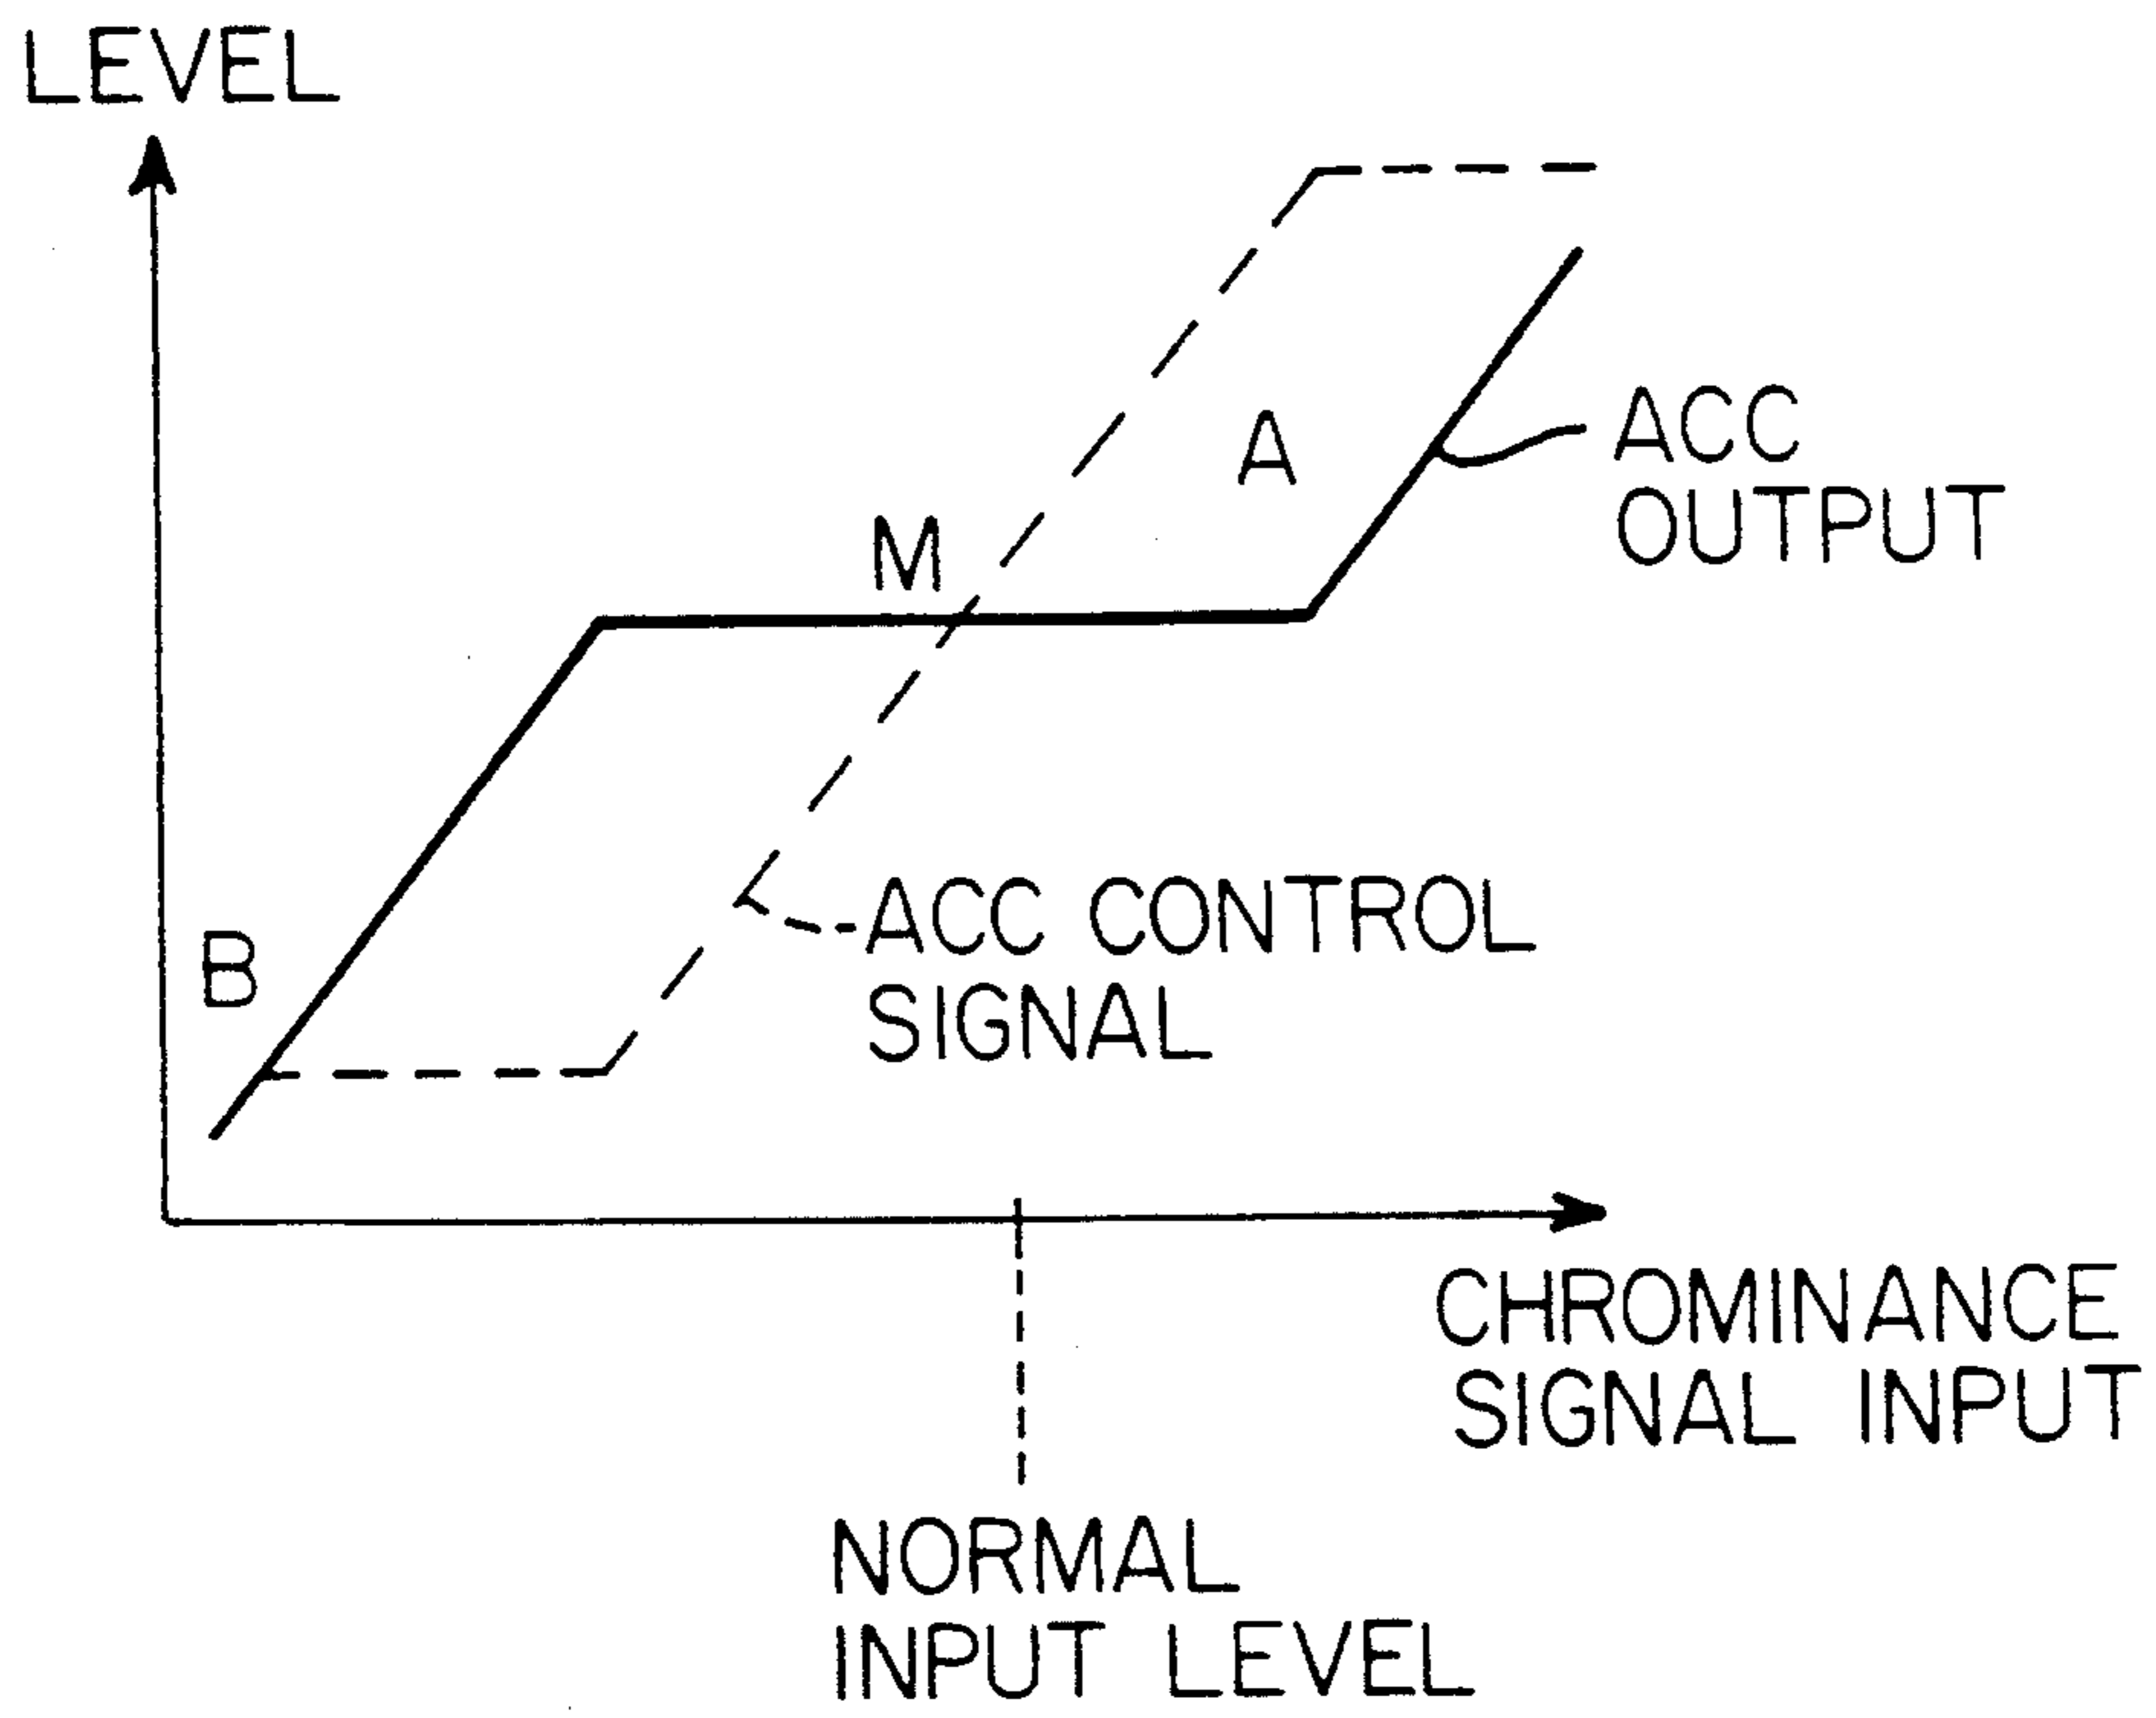 LEVEL
A
ACC
OUTPUT
M
ACC CONTROL
SIGNAL
B
CHROMINANCE
SIGNAL INPUT
NORMAL
INPUT LEVEL